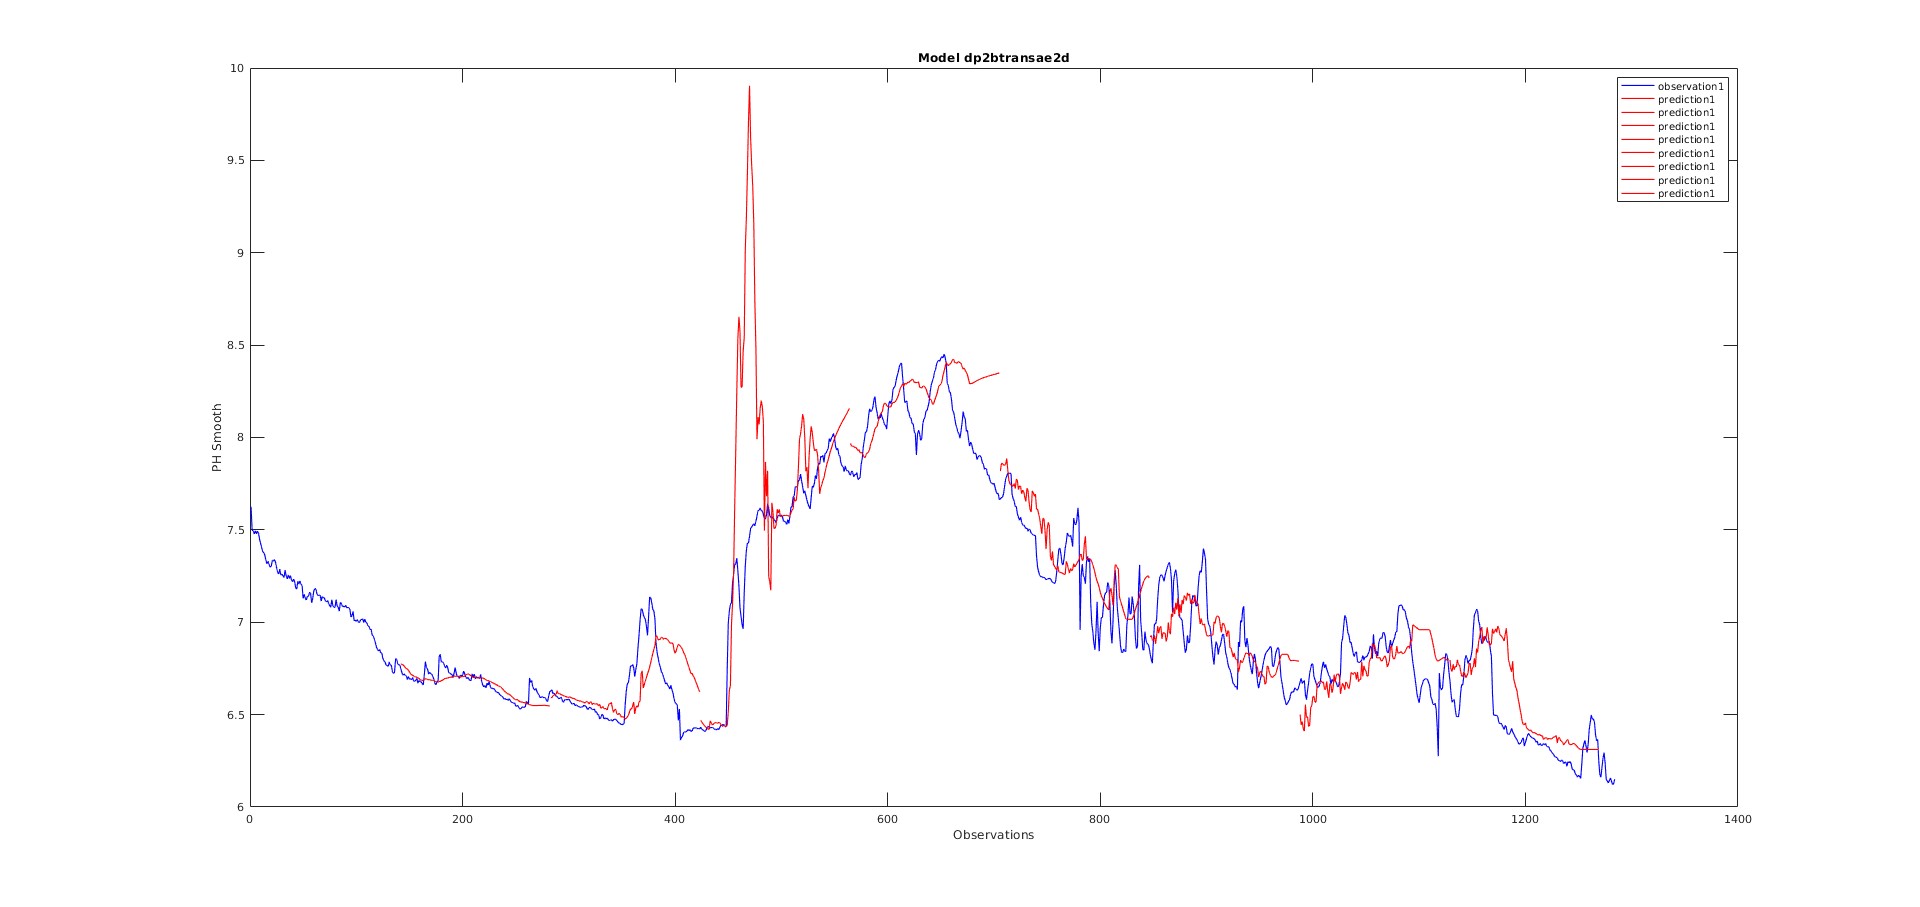 Model dp2btransae2d
10
9.5
9
8.5
8
7.5
7
6.5
6
PH Smooth
0 200 400 600 800 1000 1200 1400
Observations
observation1
prediction1
prediction1
prediction1
prediction1
prediction1
prediction1
prediction1
prediction1